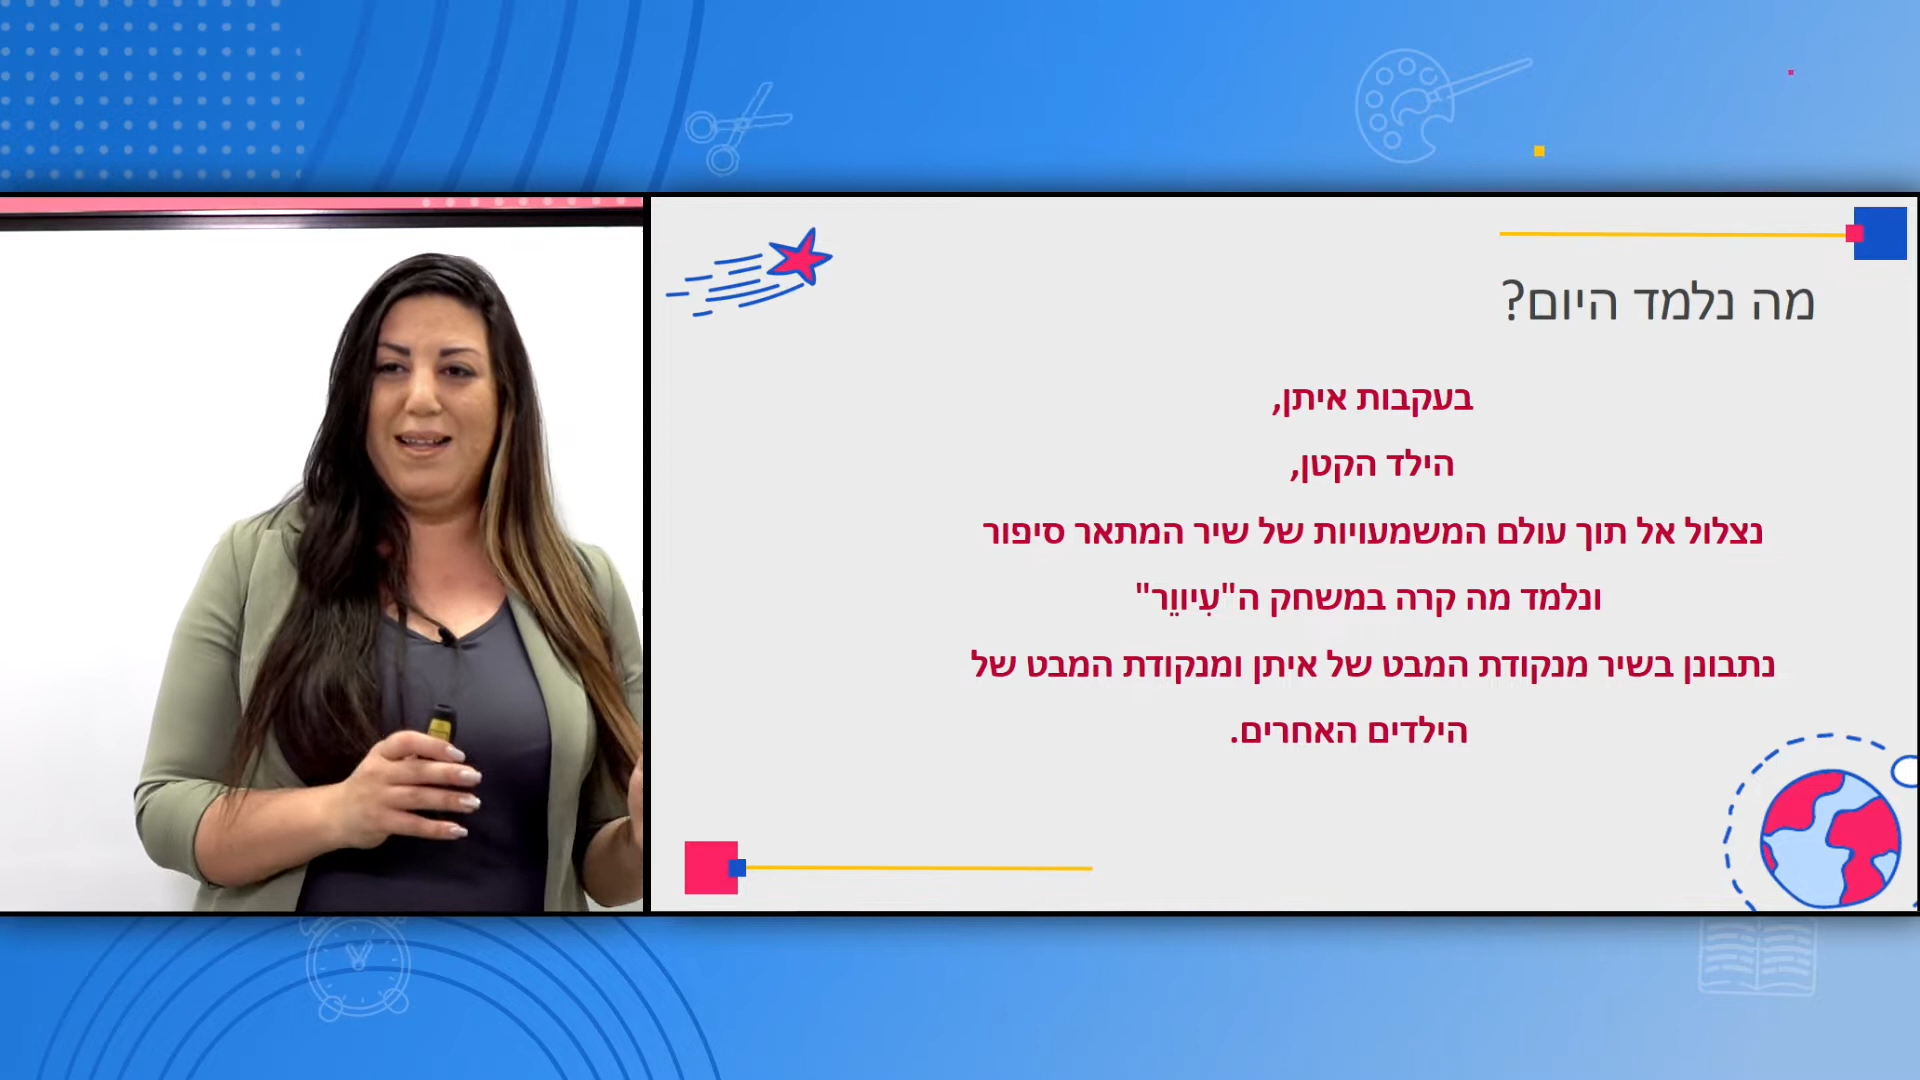 מה נלמד היום?
בעקבות איתן,
הילד הקטן,
נצלול אל תוך עולם המשמעויות של שיר המתאר סיפור
ונלמד מה קרה במשחק ה"עִיווֵר"
נתבונן בשיר מנקודת המבט של איתן ומנקודת המבט של
הילדים האחרים.